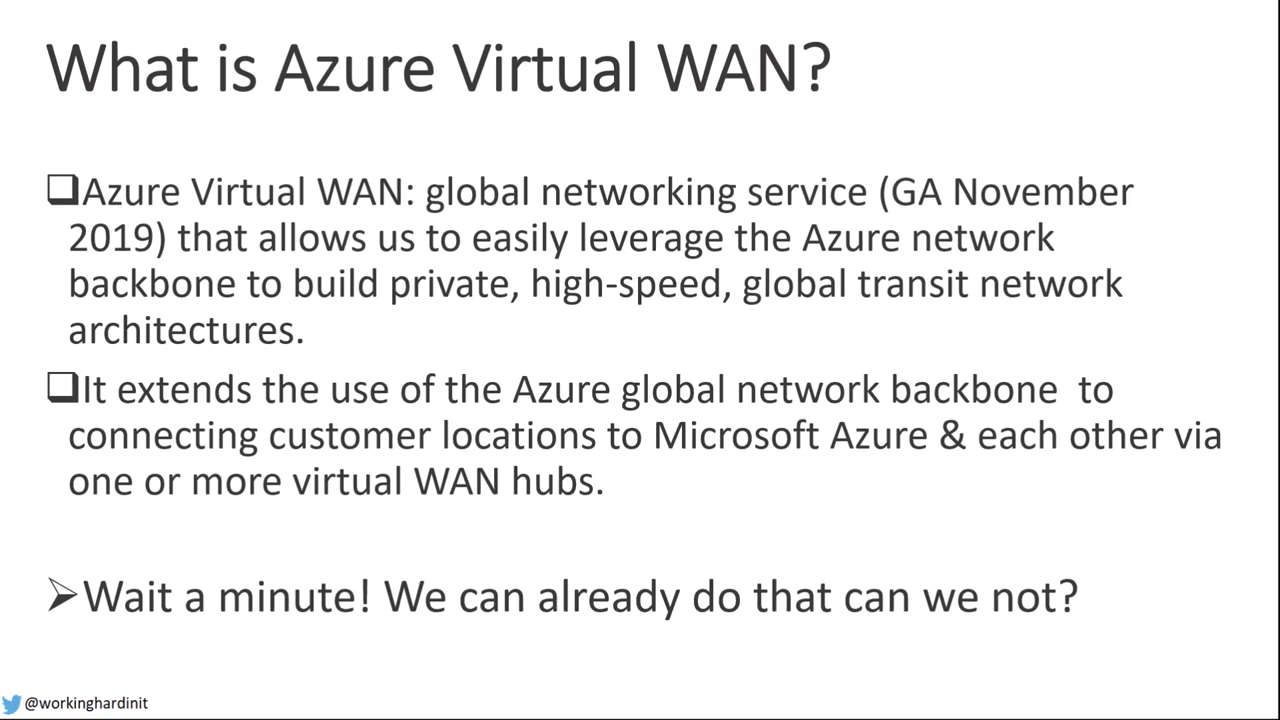 What is Azure Virtual WAN?
❑Azure Virtual WAN: global networking service (GA November
2019) that allows us to easily leverage the Azure network
backbone to build private, high-speed, global transit network
architectures.
❑It extends the use of the Azure global network backbone  to
connecting customer locations to Microsoft Azure & each other via
one or more virtual WAN hubs.
➢Wait a minute! We can already do that can we not?
@workinghardinit